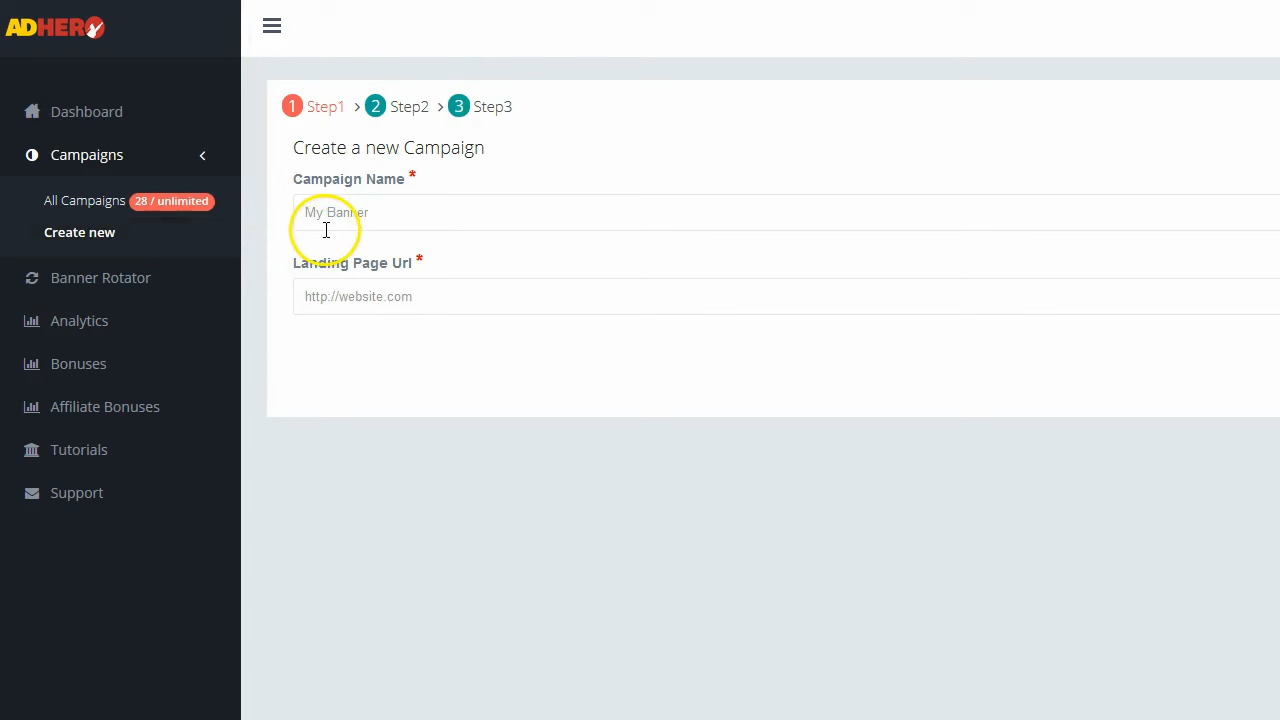 ADHERO
Dashboard
Campaigns
All Campaigns 28 / unlimited
Create new
Banner Rotator
Analytics
Bonuses
Affiliate Bonuses
Tutorials
Support
1 Step1 > 2 Step2 > 3 Step3
Create a new Campaign
Campaign Name *
My Banner
Landing Page Url *
http://website.com